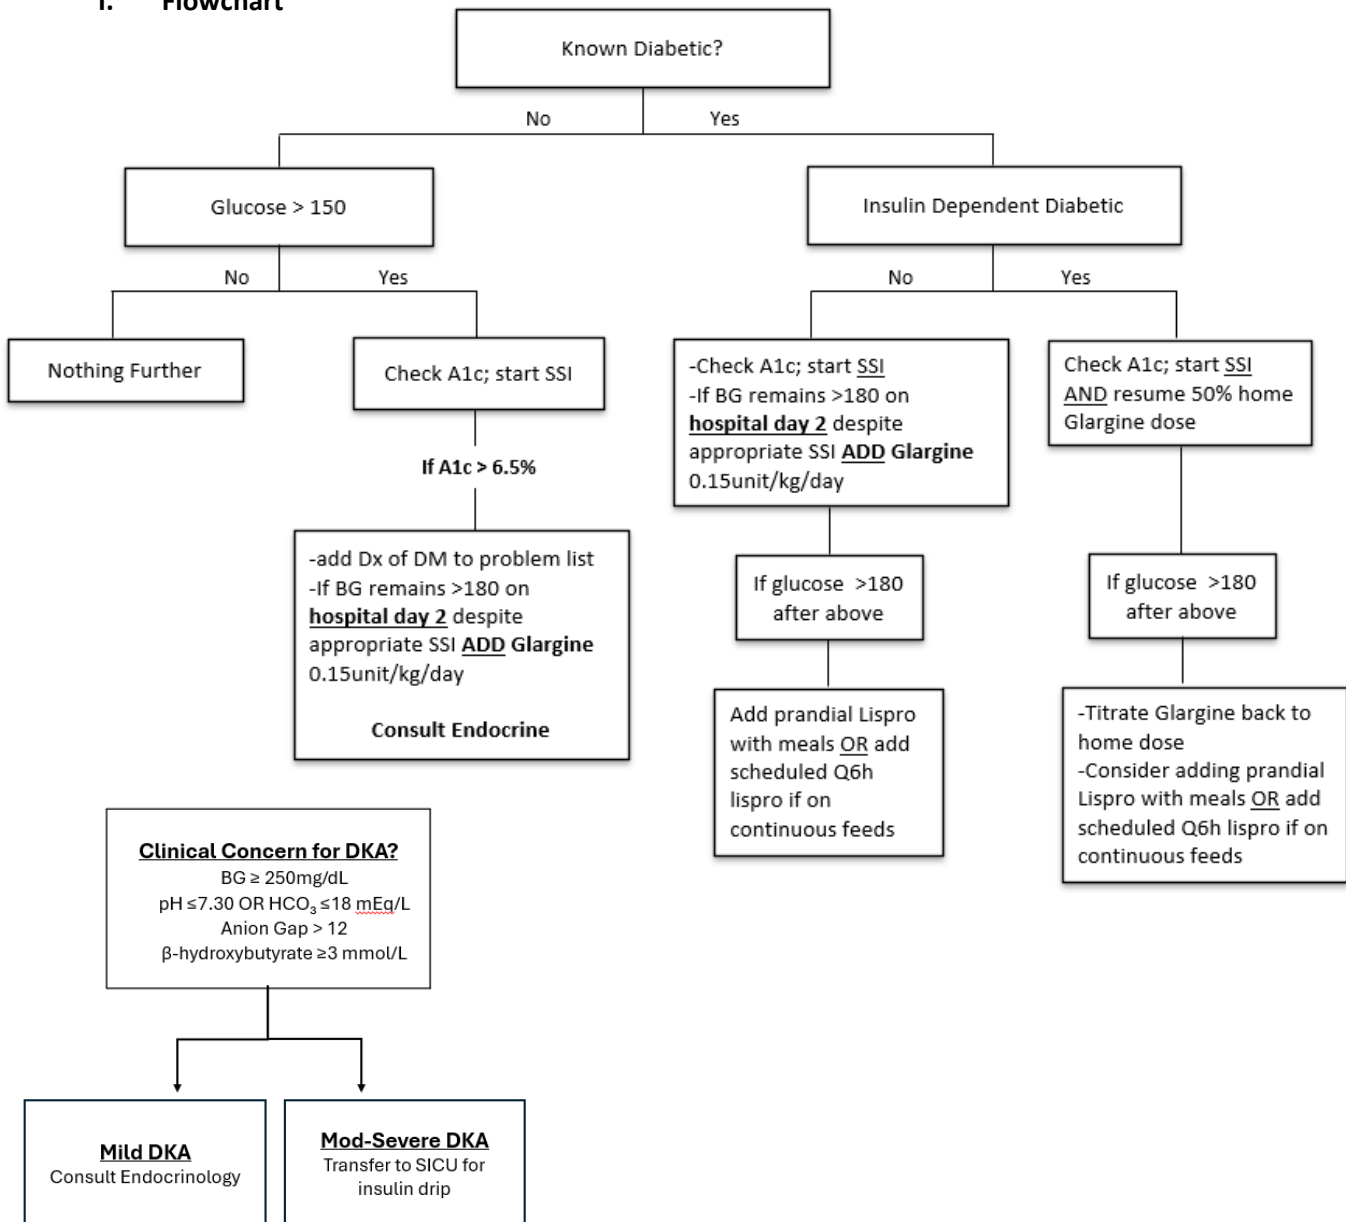 I. Flowchart
Known Diabetic?
No
Yes
Glucose > 150
Insulin Dependent Diabetic
No
Yes
No
Yes
Nothing Further
Check A1c; start SSI
If A1c > 6.5%
-add Dx of DM to problem list
-If BG remains >180 on
hospital day 2 despite
appropriate SSI ADD Glargine
0.15unit/kg/day
Consult Endocrine
-Check A1c; start SSI
-If BG remains >180 on
hospital day 2 despite
appropriate SSI ADD Glargine
0.15unit/kg/day
If glucose >180
after above
Add prandial Lispro
with meals OR add
scheduled Q6h
lispro if on
continuous feeds
Check A1c; start SSI
AND resume 50% home
Glargine dose
If glucose >180
after above
-Titrate Glargine back to
home dose
-Consider adding prandial
Lispro with meals OR add
scheduled Q6h lispro if on
continuous feeds
Clinical Concern for DKA?
BG ≥ 250mg/dL
pH ≤7.30 OR HCO₃ ≤18 mEq/L
Anion Gap > 12
β-hydroxybutyrate ≥3 mmol/L
Mild DKA
Consult Endocrinology
Mod-Severe DKA
Transfer to SICU for
insulin drip